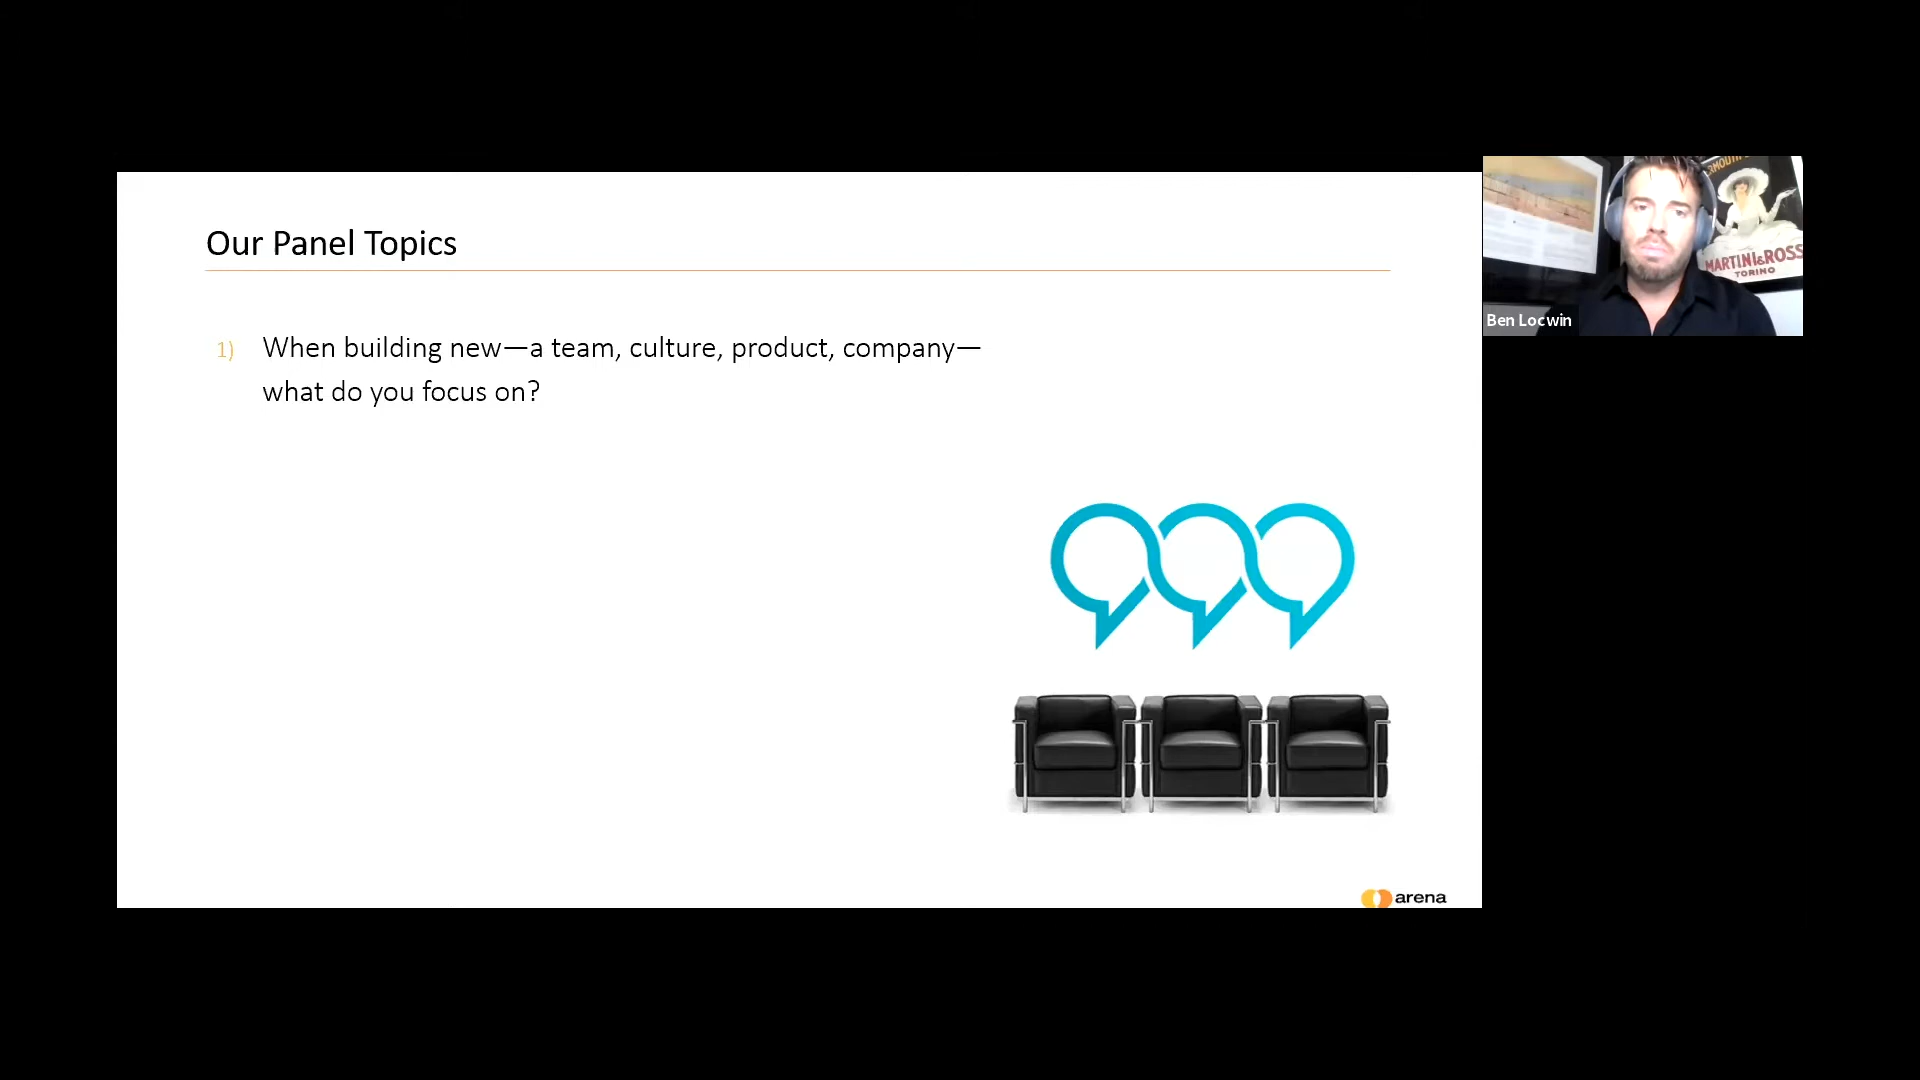 Our Panel Topics
1) When building new—a team, culture, product, company—
what do you focus on?
arena
MARTINI & ROSS
TORINO
Ben Locwin